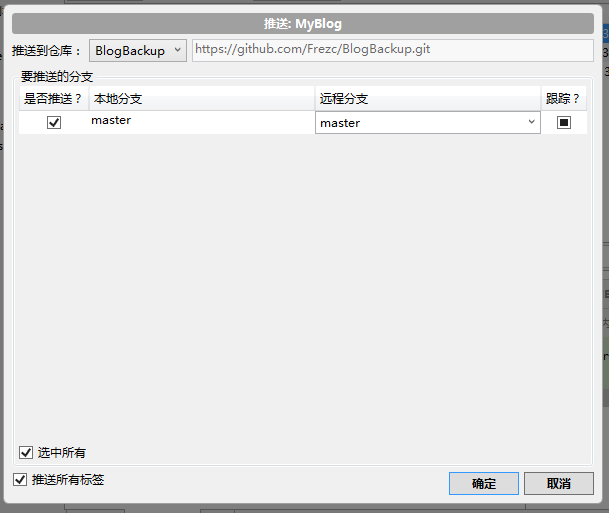 推送: MyBlog
推送到仓库： BlogBackup https://github.com/Frezc/BlogBackup.git
要推送的分支
是否推送？ 本地分支 远程分支 跟踪？
master master
选中所有
推送所有标签
确定 取消